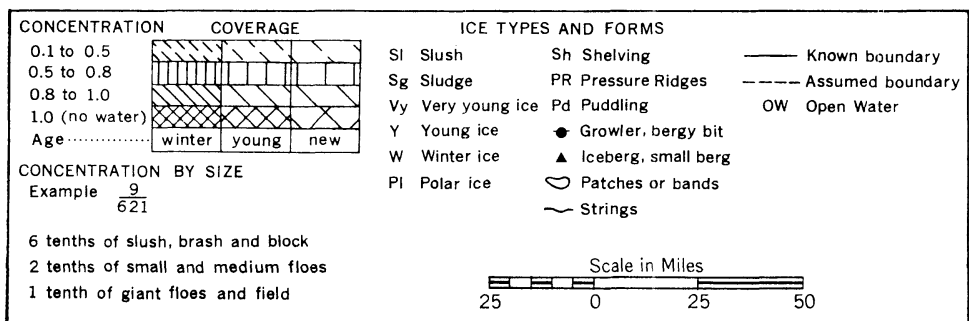 CONCENTRATION COVERAGE
0.1 to 0.5
0.5 to 0.8
0.8 to 1.0
1.0 (no water)
Age·············· winter young new
CONCENTRATION BY SIZE
Example 9
621
6 tenths of slush, brash and block
2 tenths of small and medium floes
1 tenth of giant floes and field
ICE TYPES AND FORMS
Sl Slush
Sg Sludge
Vy Very young ice
Y Young ice
W Winter ice
Pl Polar ice
Sh Shelving
PR Pressure Ridges
Pd Puddling
Growler, bergy bit
Iceberg, small berg
Patches or bands
Strings
Known boundary
Assumed boundary
OW Open Water
Scale in Miles
25 0 25 50